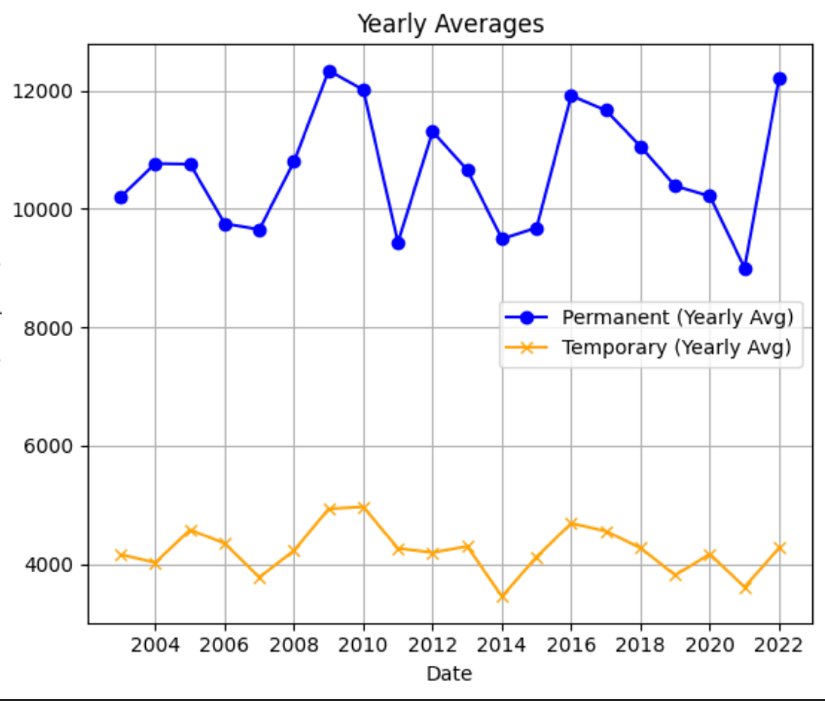 Yearly Averages
12000
10000
8000
6000
4000
Permanent (Yearly Avg)
Temporary (Yearly Avg)
2004 2006 2008 2010 2012 2014 2016 2018 2020 2022
Date